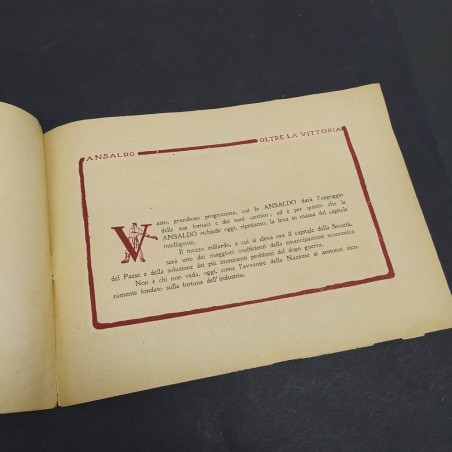 ANSALDO OLTRE LA VITTORIA
Vasto, grandioso programma, cui la ANSALDO darà l'appoggio
delle sue fornaci e dei suoi cantieri; ed è per questo che la
ANSALDO richiede oggi, ripetiamo, la leva in massa del capitale
intelligente.
Il mezzo miliardo, a cui si eleva ora il capitale della Società,
sarà uno dei maggiori coefficienti della emancipazione economica
del Paese e della soluzione dei più imminenti problemi del dopo guerra.
Non è chi non veda, oggi, come l'avvenire della Nazione si annunzi sicu-
ramente fondato sulla fortuna dell'industria.